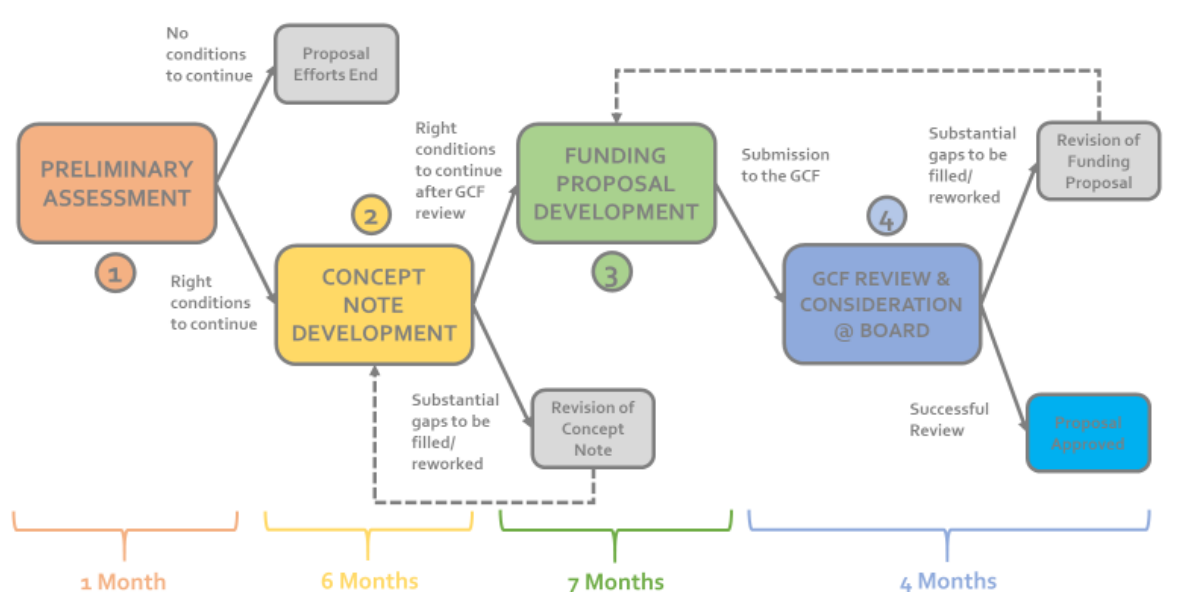 No
conditions
to continue
Proposal
Efforts End
PRELIMINARY
ASSESSMENT
1
Right
conditions
to continue
2
CONCEPT
NOTE
DEVELOPMENT
Right
conditions
to continue
after GCF
review
Substantial
gaps to be
filled/
reworked
Revision of
Concept
Note
FUNDING
PROPOSAL
DEVELOPMENT
3
Submission
to the GCF
4
GCF REVIEW &
CONSIDERATION
@ BOARD
Substantial
gaps to be
filled/
reworked
Revision of
Funding
Proposal
Successful
Review
Proposal
Approved
1 Month
6 Months
7 Months
4 Months